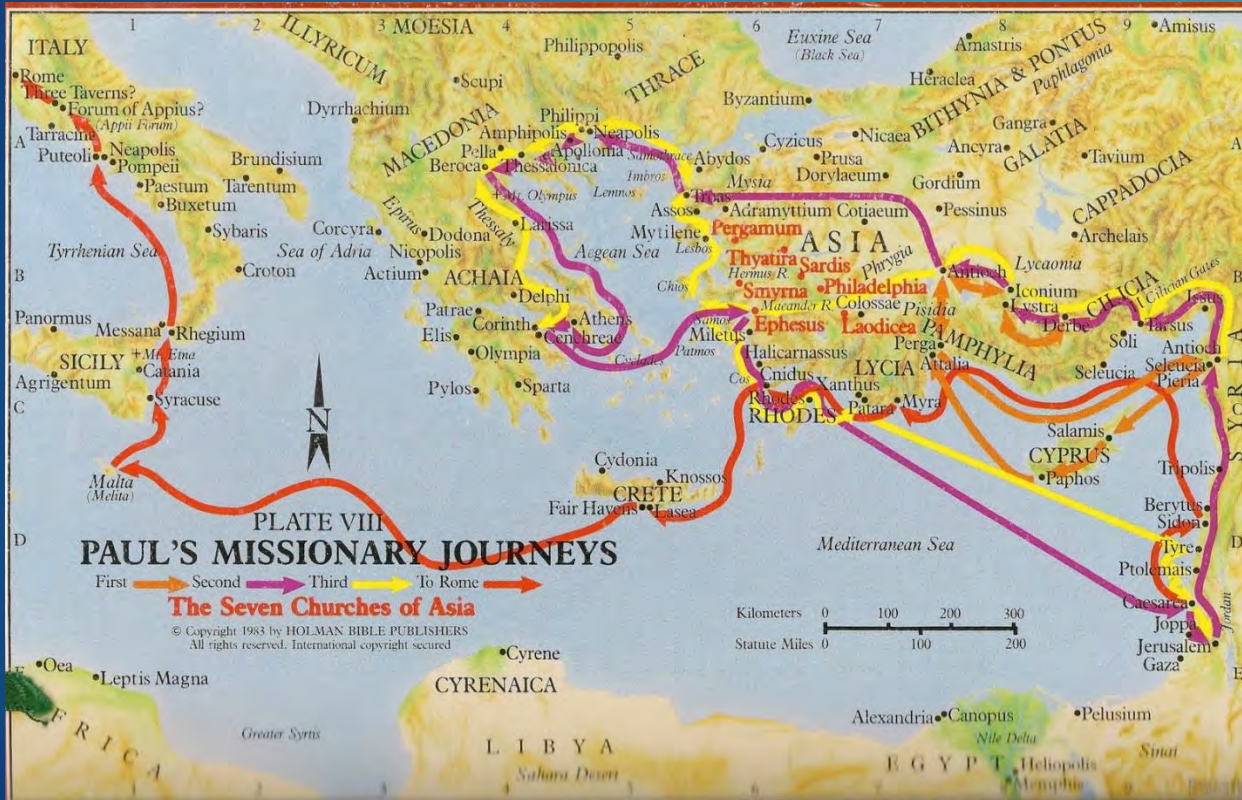 1 2 3 4 5 6 7 8 9
ITALY
ILLYRICUM
MOESIA
Philippopolis
Euxine Sea
(Black Sea)
Amisus
Amastris
Rome
Scupi
THRACE
Heraclea
BITHYNIA & PONTUS
Paphlagonia
Three Taverns?
Forum of Appius?
(Appii Forum)
Dyrrhachium
Philippi
Byzantium
Tarracina
A
MACEDONIA
Amphipolis
Neapolis
Cyzicus
Nicaea
Gangra
A
Puteoli
Neapolis
Pompeii
Brundisium
Pella
Apollonia
Samothrace
Abydos
Prusa
Ancyra
GALATIA
Tavium
Beroea
Thessalonica
Imbros
Mysia
Dorylaeum
Gordium
CAPPADOCIA
Paestum
Tarentum
Mt. Olympus
Lemnos
Troas
Buxetum
Epirus
Thessaly
Assos
Adramyttium
Cotiaeum
Pessinus
Sybaris
Corcyra
Dodona
Larissa
Mytilene
Pergamum
ASIA
Archelais
Tyrrhenian Sea
Sea of Adria
Nicopolis
Aegean Sea
Lesbos
Thyatira
Sardis
Phrygia
Croton
Actium
ACHAIA
Hermus R.
Antioch
Lycaonia
B
Delphi
Chios
Smyrna
Philadelphia
Iconium
CILICIA
Cilician Gates
B
Patrae
Maeander R.
Colossae
Pisidia
Lystra
Issus
Panormus
Messana
Rhegium
Elis
Corinth
Athens
Cenchreae
Samos
Ephesus
Laodicea
Derbe
Tarsus
Miletus
PAMPHYLIA
SICILY
Mt. Etna
Olympia
Cyclades
Patmos
Halicarnassus
Perga
Soli
Antioch
Agrigentum
Catania
Pylos
Sparta
Cos
Cnidus
LYCIA
Attalia
Seleucia
Seleucia
Pieria
C
Syracuse
Rhodes
Xanthus
C
N
RHODES
Patara
Myra
Salamis
SYRIA
Malta
(Melita)
Cydonia
CYPRUS
Knossos
Paphos
Tripolis
CRETE
Fair Havens
Lasea
Berytus
PLATE VIII
Sidon
D
PAUL'S MISSIONARY JOURNEYS
Mediterranean Sea
Tyre
D
First Second Third To Rome
Ptolemais
The Seven Churches of Asia
Caesarea
Jordan
© Copyright 1983 by HOLMAN BIBLE PUBLISHERS
All rights reserved. International copyright secured
Kilometers 0 100 200 300
Statute Miles 0 100 200
Joppa
Jerusalem
Gaza
Oea
Cyrene
E
Leptis Magna
CYRENAICA
AFRICA
Alexandria
Canopus
Pelusium
Greater Syrtis
Nile Delta
LIBYA
Sinai
Sahara Desert
EGYPT
Heliopolis
Memphis